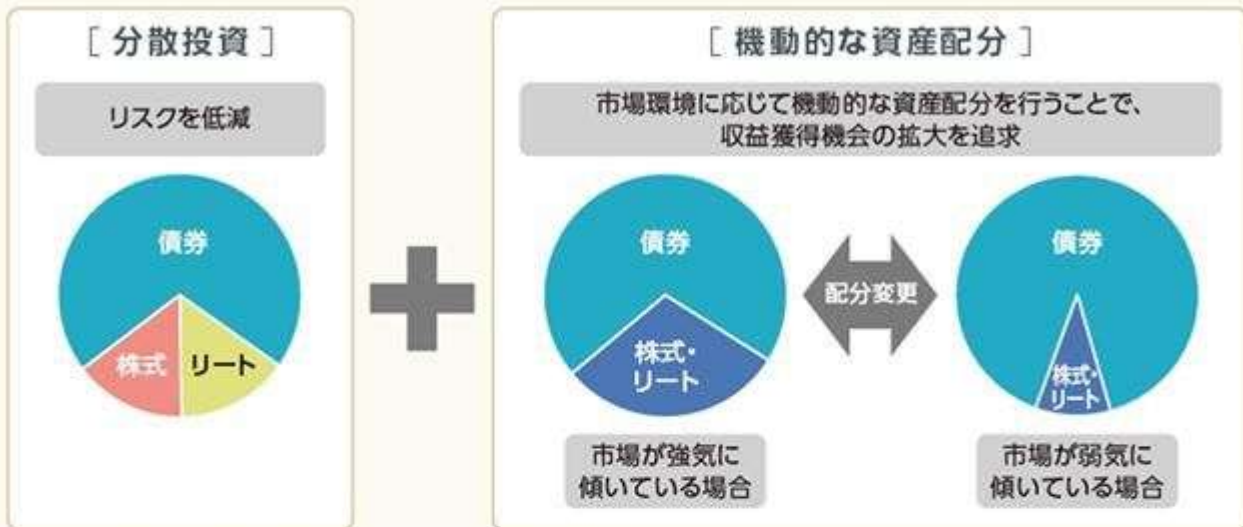 [ 分散投資 ]
リスクを低減
債券
株式
リート
[ 機動的な資産配分 ]
市場環境に応じて機動的な資産配分を行うことで、
収益獲得機会の拡大を追求
債券
株式・
リート
配分変更
債券
株式・
リート
市場が強気に
傾いている場合
市場が弱気に
傾いている場合